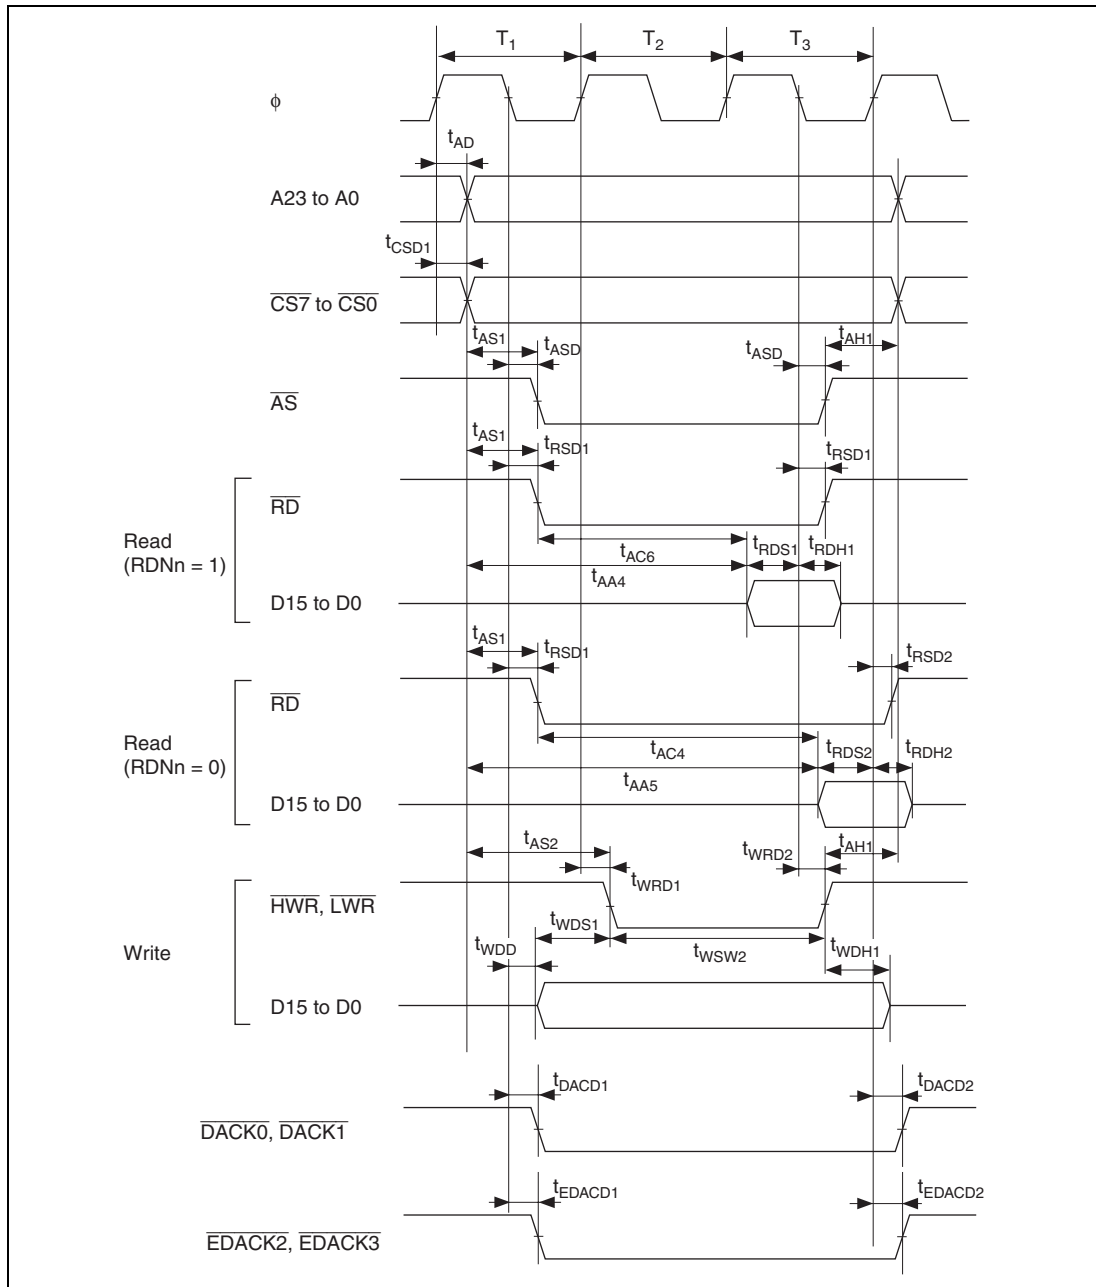 T1 T2 T3
ϕ
tAD
A23 to A0
tCSD1
CS7 to CS0
tAS1 tASD tASD tAH1
AS
tAS1 tRSD1 tRSD1
RD
Read
(RDNn = 1)
tAC6 tRDS1 tRDH1
tAA4
D15 to D0
tAS1 tRSD1 tRSD2
RD
Read
(RDNn = 0)
tAC4 tRDS2 tRDH2
tAA5
D15 to D0
tAS2 tWRD2 tAH1
tWRD1
HWR, LWR
tWDS1
Write
tWDD tWSW2 tWDH1
D15 to D0
tDACD1 tDACD2
DACK0, DACK1
tEDACD1 tEDACD2
EDACK2, EDACK3